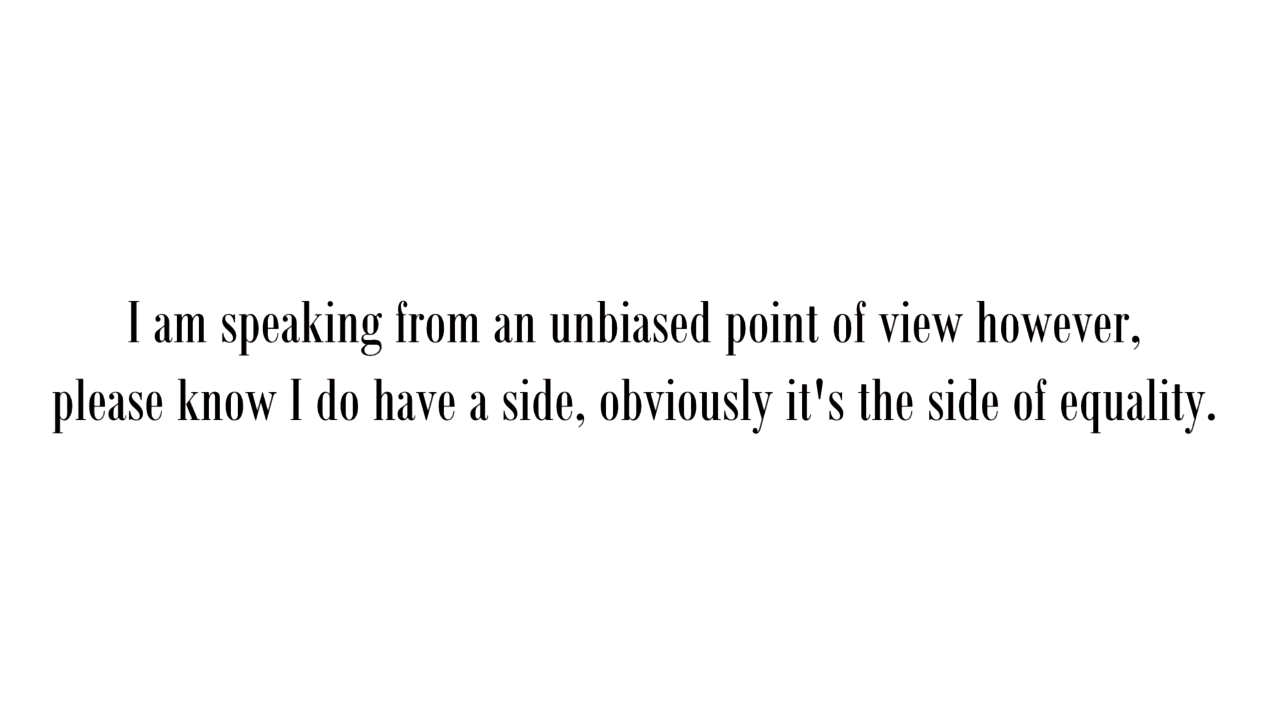 I am speaking from an unbiased point of view however,
please know I do have a side, obviously it's the side of equality.